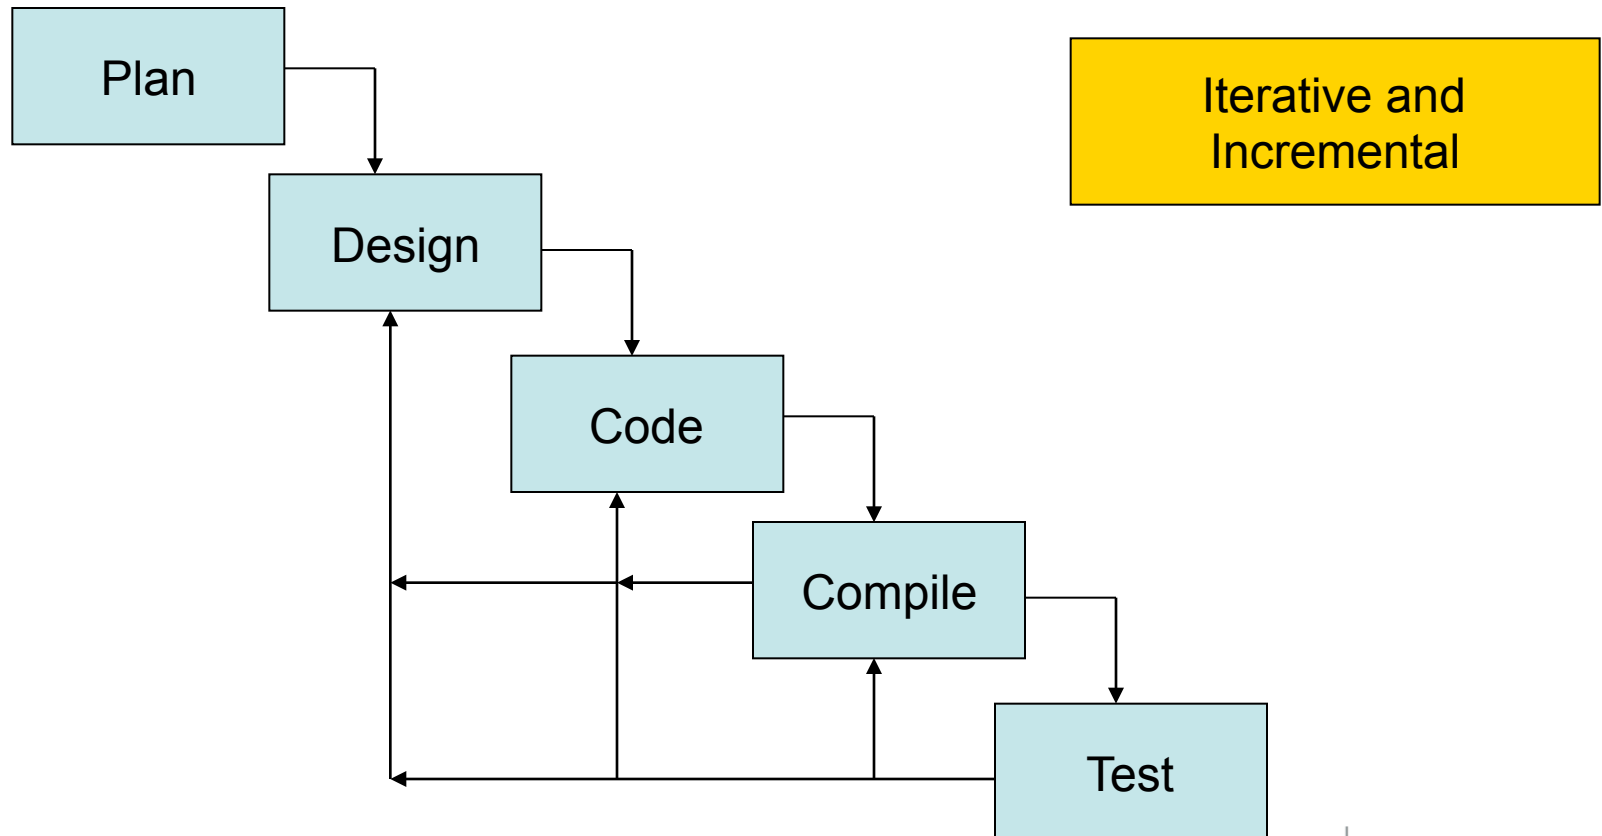 Plan
Iterative and
Incremental
Design
Code
Compile
Test